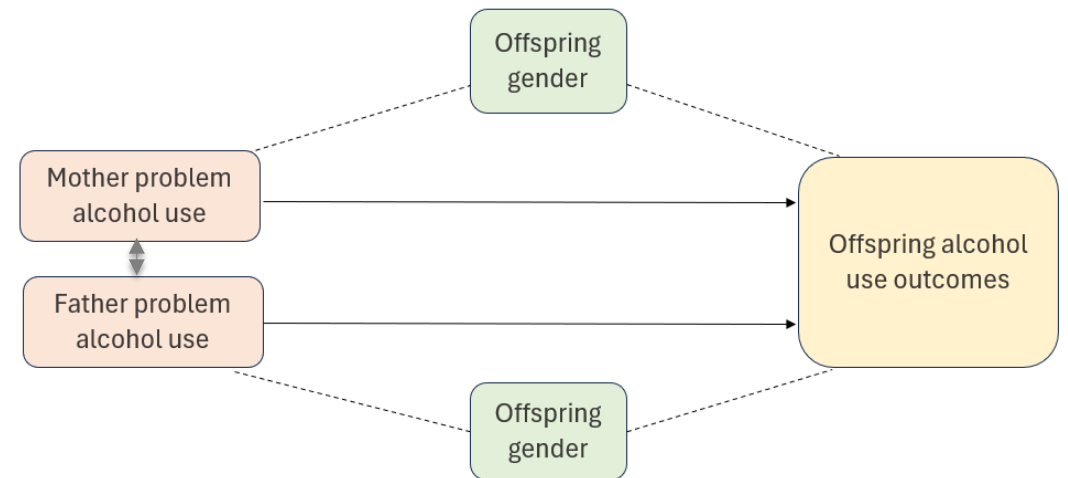 Offspring
gender
Mother problem
alcohol use
Father problem
alcohol use
Offspring alcohol
use outcomes
Offspring
gender